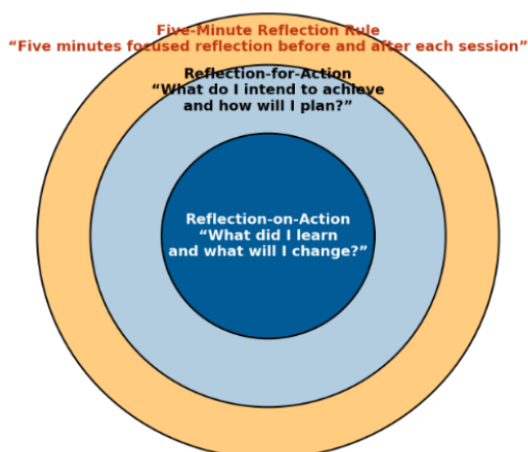 Five-Minute Reflection Rule
“Five minutes focused reflection before and after each session”
Reflection-for-Action
“What do I intend to achieve
and how will I plan?”
Reflection-on-Action
“What did I learn
and what will I change?”